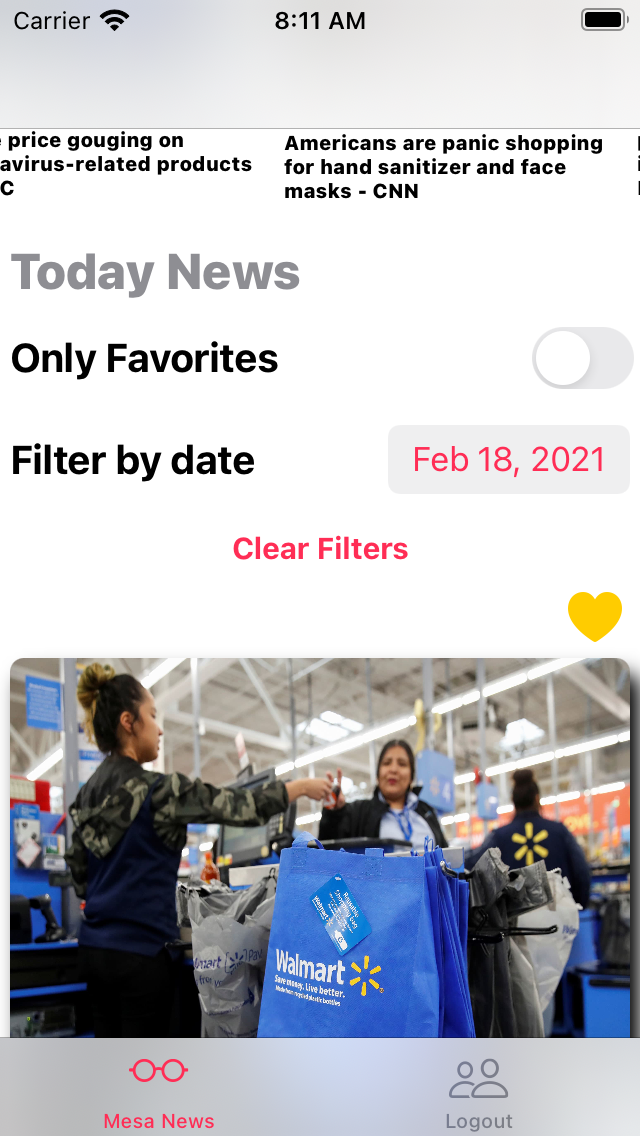 Carrier 8:11 AM
price gouging on
avirus-related products
C
Americans are panic shopping
for hand sanitizer and face
masks - CNN
Today News
Only Favorites
Filter by date Feb 18, 2021
Clear Filters
Walmart
Save money. Live better.
Mesa News Logout